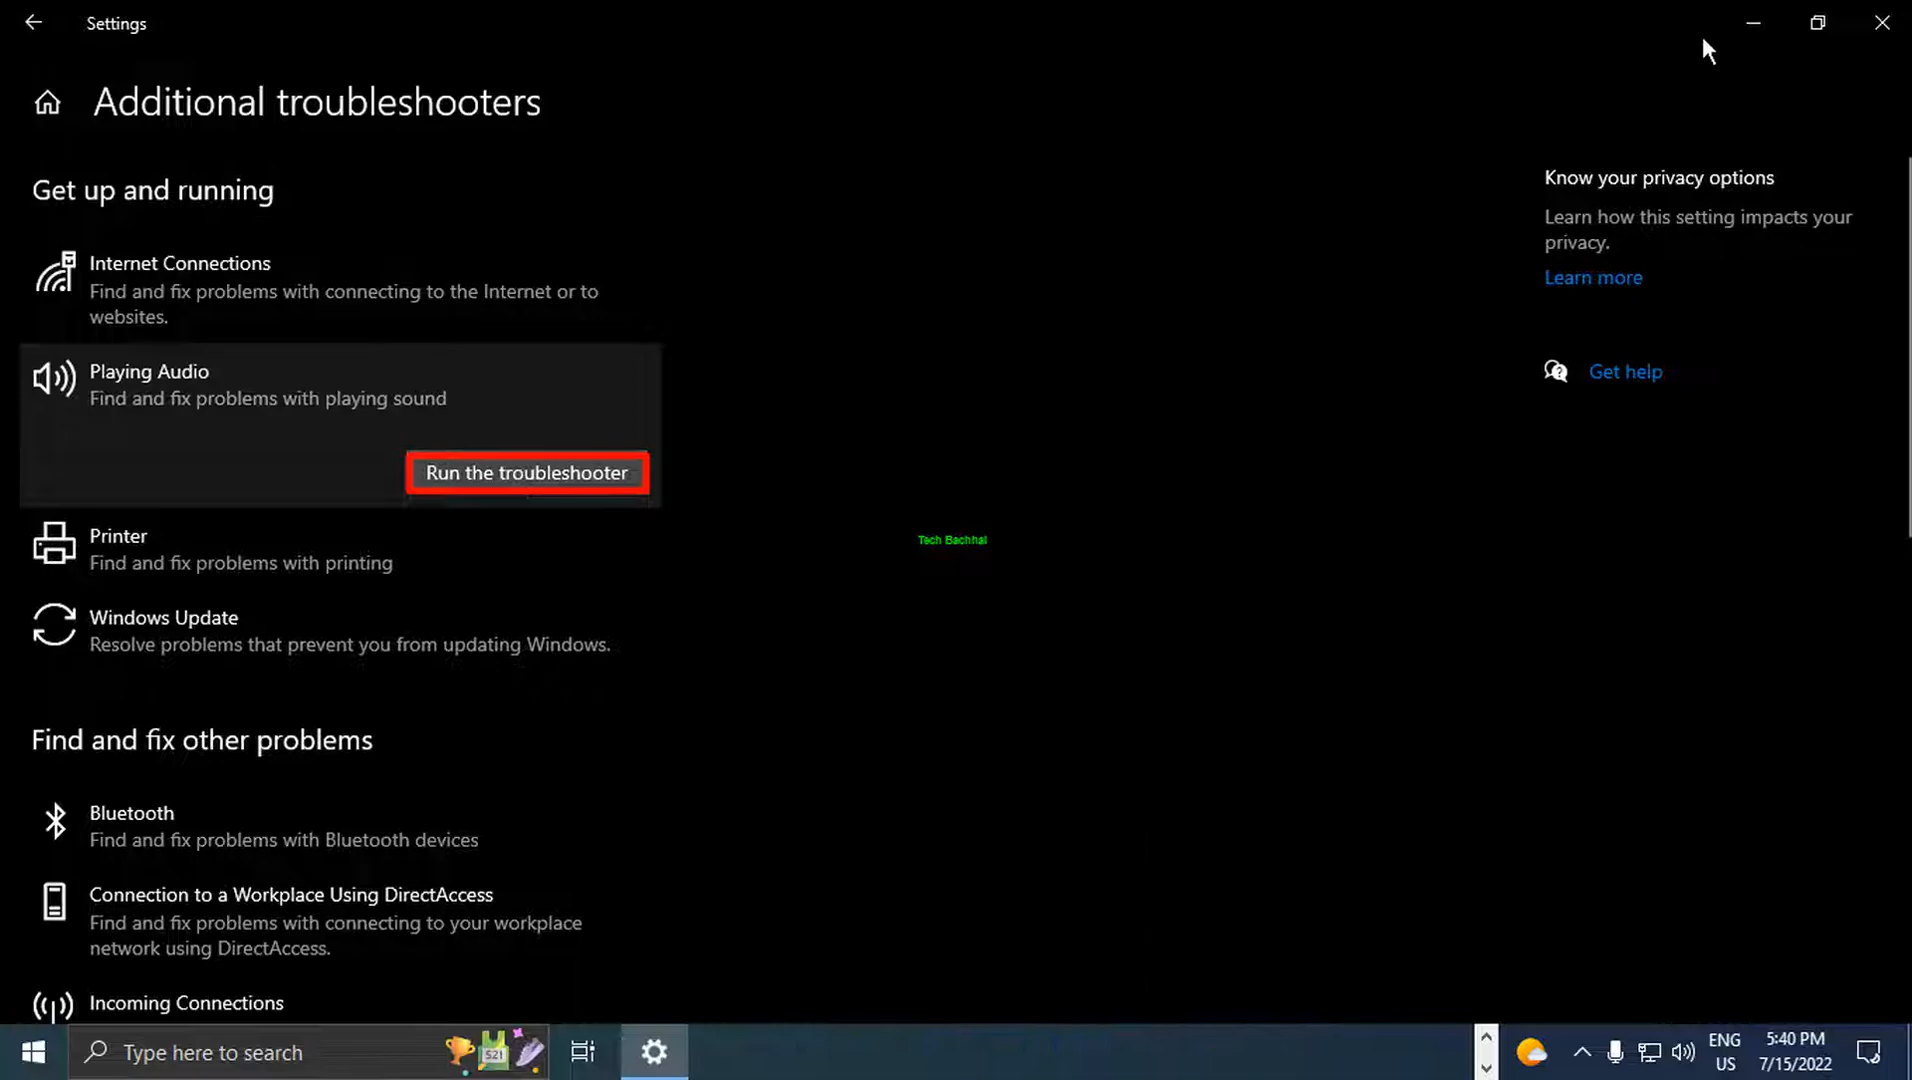 Settings
Additional troubleshooters
Get up and running
Internet Connections
Find and fix problems with connecting to the Internet or to
websites.
Playing Audio
Find and fix problems with playing sound
Run the troubleshooter
Printer
Find and fix problems with printing
Windows Update
Resolve problems that prevent you from updating Windows.
Find and fix other problems
Bluetooth
Find and fix problems with Bluetooth devices
Connection to a Workplace Using DirectAccess
Find and fix problems with connecting to your workplace
network using DirectAccess.
Incoming Connections
Know your privacy options
Learn how this setting impacts your
privacy.
Learn more
Get help
Tech Bachhal
Type here to search
521
ENG
US
5:40 PM
7/15/2022